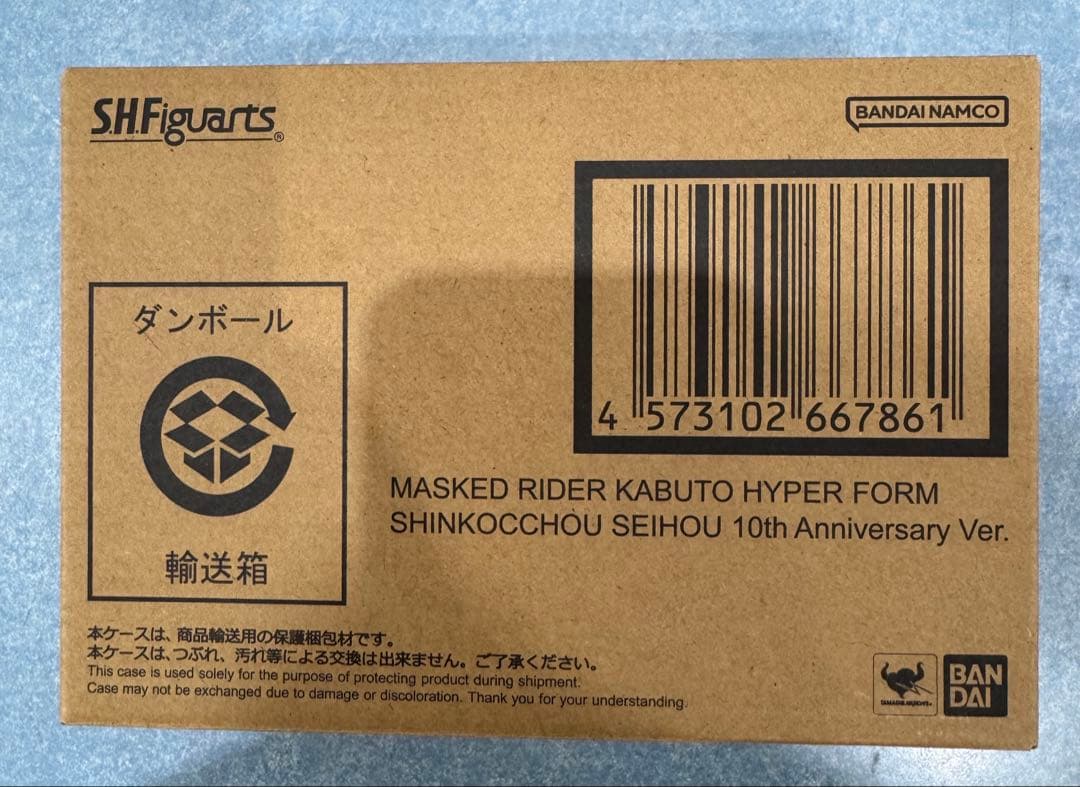 S.H.Figuarts®
BANDAI NAMCO
4 573102 667861
ダンボール
輸送箱
MASKED RIDER KABUTO HYPER FORM
SHINKOCCHOU SEIHOU 10th Anniversary Ver.
本ケースは、商品輸送用の保護梱包材です。
本ケースは、つぶれ、汚れ等による交換は出来ません。ご了承ください。
This case is used solely for the purpose of protecting product during shipment.
Case may not be exchanged due to damage or discoloration. Thank you for your understanding.
BAN
DAI